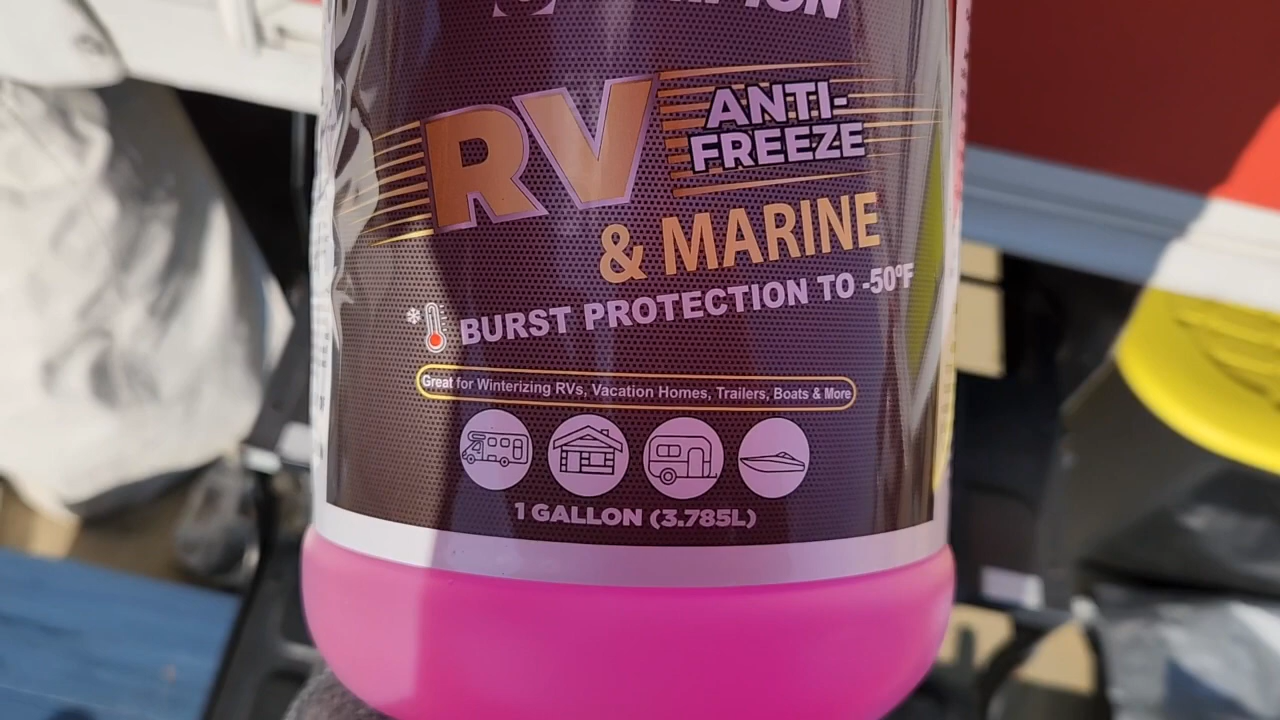 RV
ANTI-
FREEZE
& MARINE
BURST PROTECTION TO -50ºF
Great for Winterizing RVs, Vacation Homes, Trailers, Boats & More
1 GALLON (3.785L)